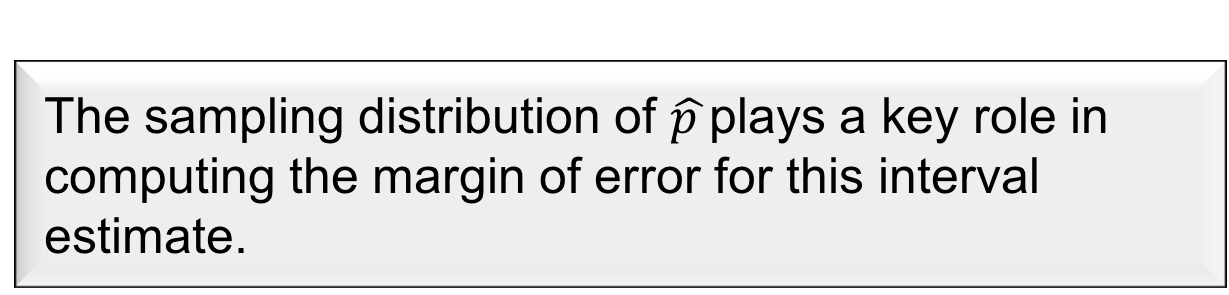 The sampling distribution of p̂ plays a key role in
computing the margin of error for this interval
estimate.